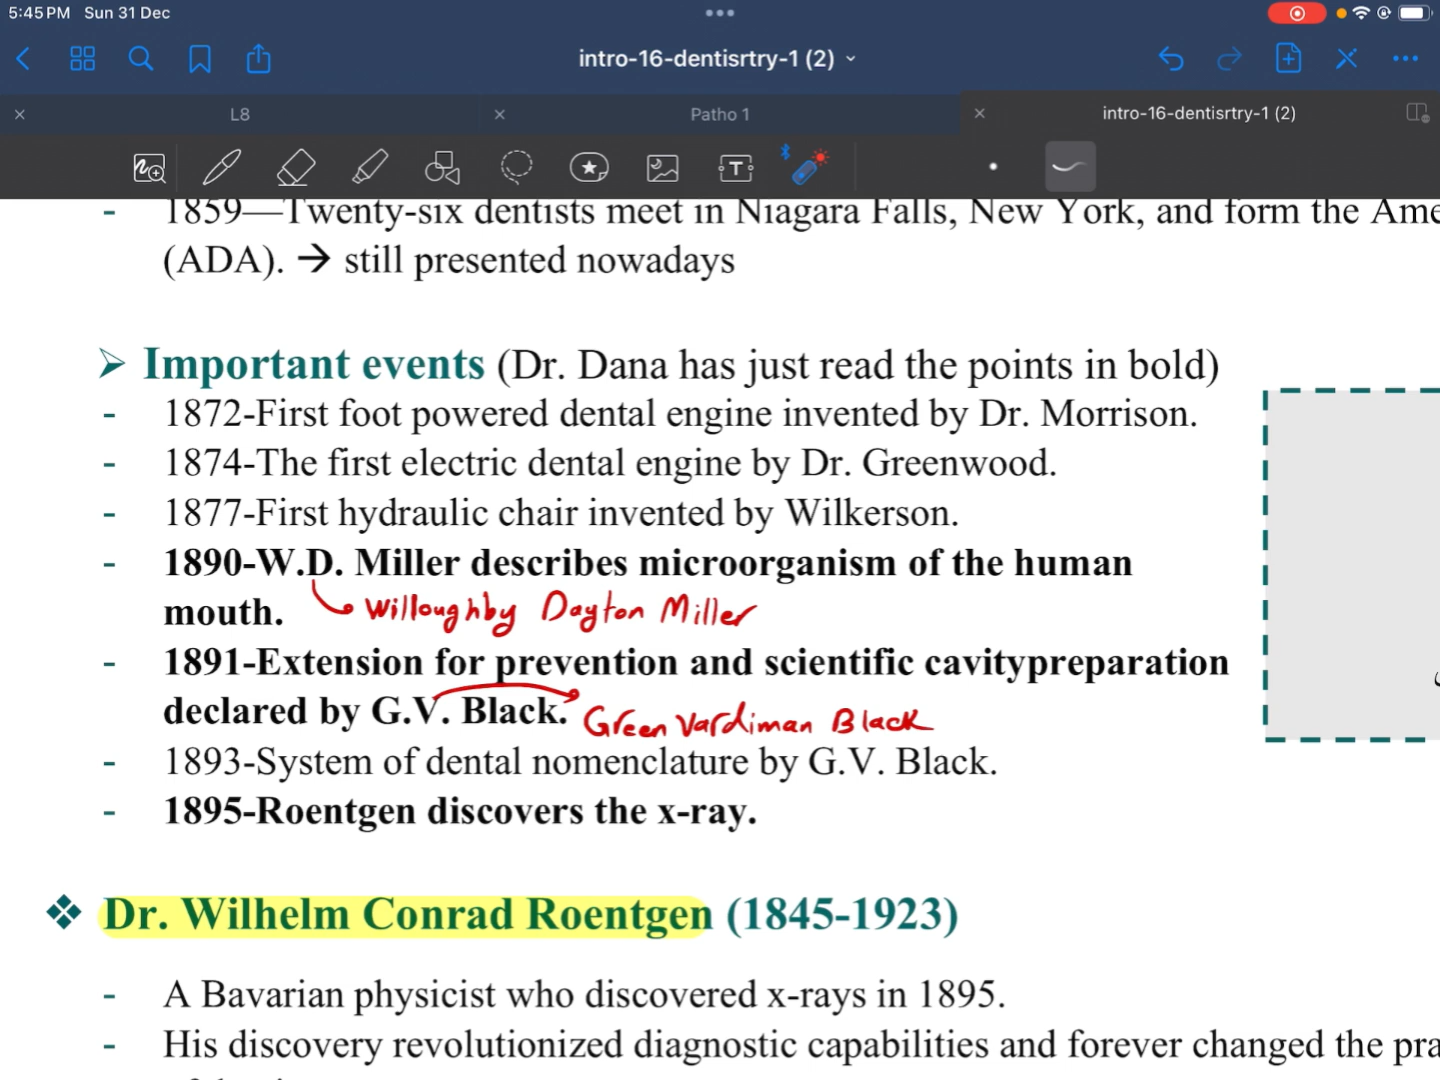 5:45 PM Sun 31 Dec
intro-16-dentisrtry-1 (2)
L8
Patho 1
intro-16-dentisrtry-1 (2)
T
- 1859—Twenty-six dentists meet in Niagara Falls, New York, and form the Ame
(ADA). → still presented nowadays
➢ Important events (Dr. Dana has just read the points in bold)
- 1872-First foot powered dental engine invented by Dr. Morrison.
- 1874-The first electric dental engine by Dr. Greenwood.
- 1877-First hydraulic chair invented by Wilkerson.
- 1890-W.D. Miller describes microorganism of the human
mouth. Willoughby Dayton Miller
- 1891-Extension for prevention and scientific cavitypreparation
declared by G.V. Black. Green Vardiman Black
- 1893-System of dental nomenclature by G.V. Black.
- 1895-Roentgen discovers the x-ray.
❖ Dr. Wilhelm Conrad Roentgen (1845-1923)
- A Bavarian physicist who discovered x-rays in 1895.
- His discovery revolutionized diagnostic capabilities and forever changed the pra